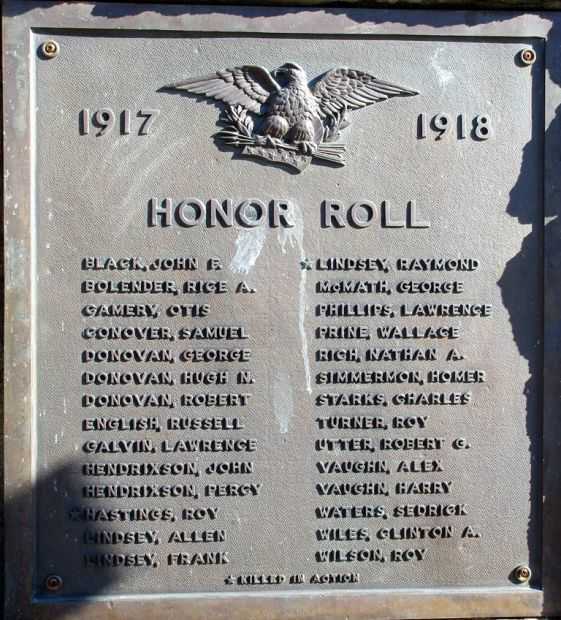 1917
1918
HONOR ROLL
BLACK, JOHN F.
BOLENDER, RICE A.
CAMERY, OTIS
CONOVER, SAMUEL
DONOVAN, GEORGE
DONOVAN, HUGH N.
DONOVAN, ROBERT
ENGLISH, RUSSELL
GALVIN, LAWRENCE
HENDRIXSON, JOHN
HENDRIXSON, PERCY
★HASTINGS, ROY
LINDSEY, ALLEN
LINDSEY, FRANK
★LINDSEY, RAYMOND
McMATH, GEORGE
PHILLIPS, LAWRENCE
PRINE, WALLACE
RICH, NATHAN A.
SIMMERMON, HOMER
STARKS, CHARLES
TURNER, ROY
UTTER, ROBERT G.
VAUGHN, ALEX
VAUGHN, HARRY
WATERS, SEDRICK
WILES, CLINTON A.
WILSON, ROY
★ KILLED IN ACTION